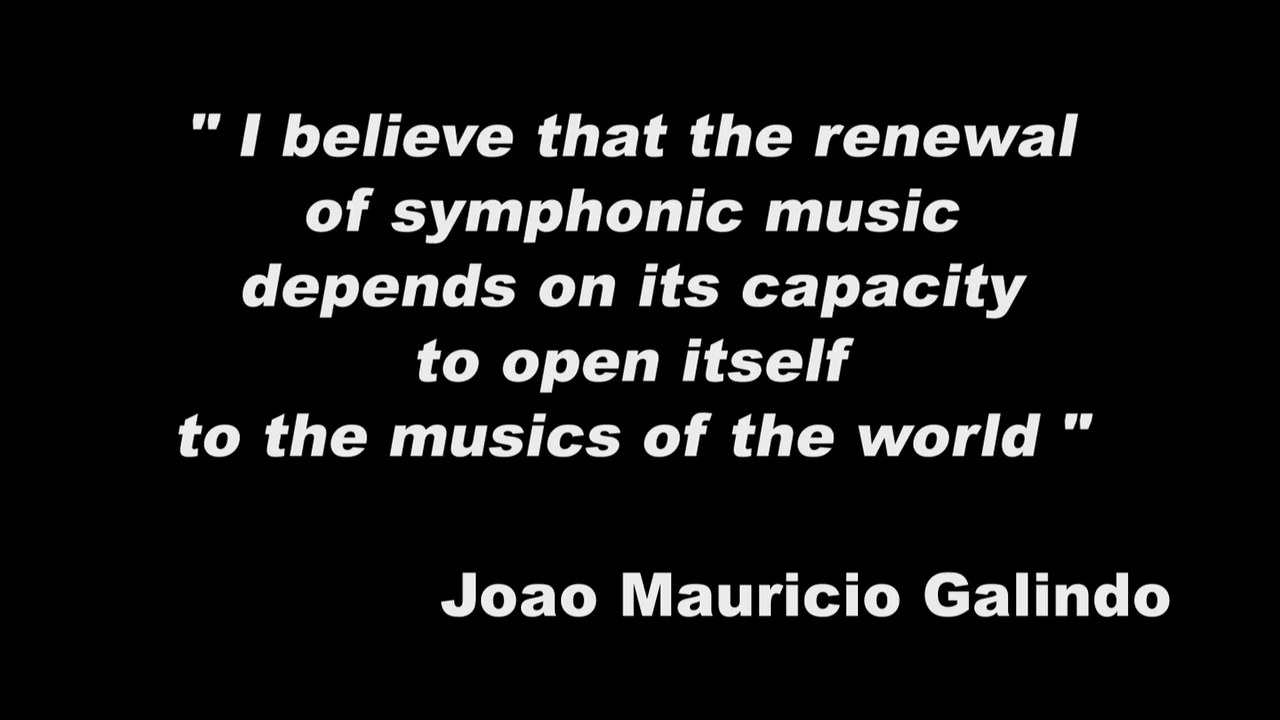 " I believe that the renewal
of symphonic music
depends on its capacity
to open itself
to the musics of the world "
Joao Mauricio Galindo